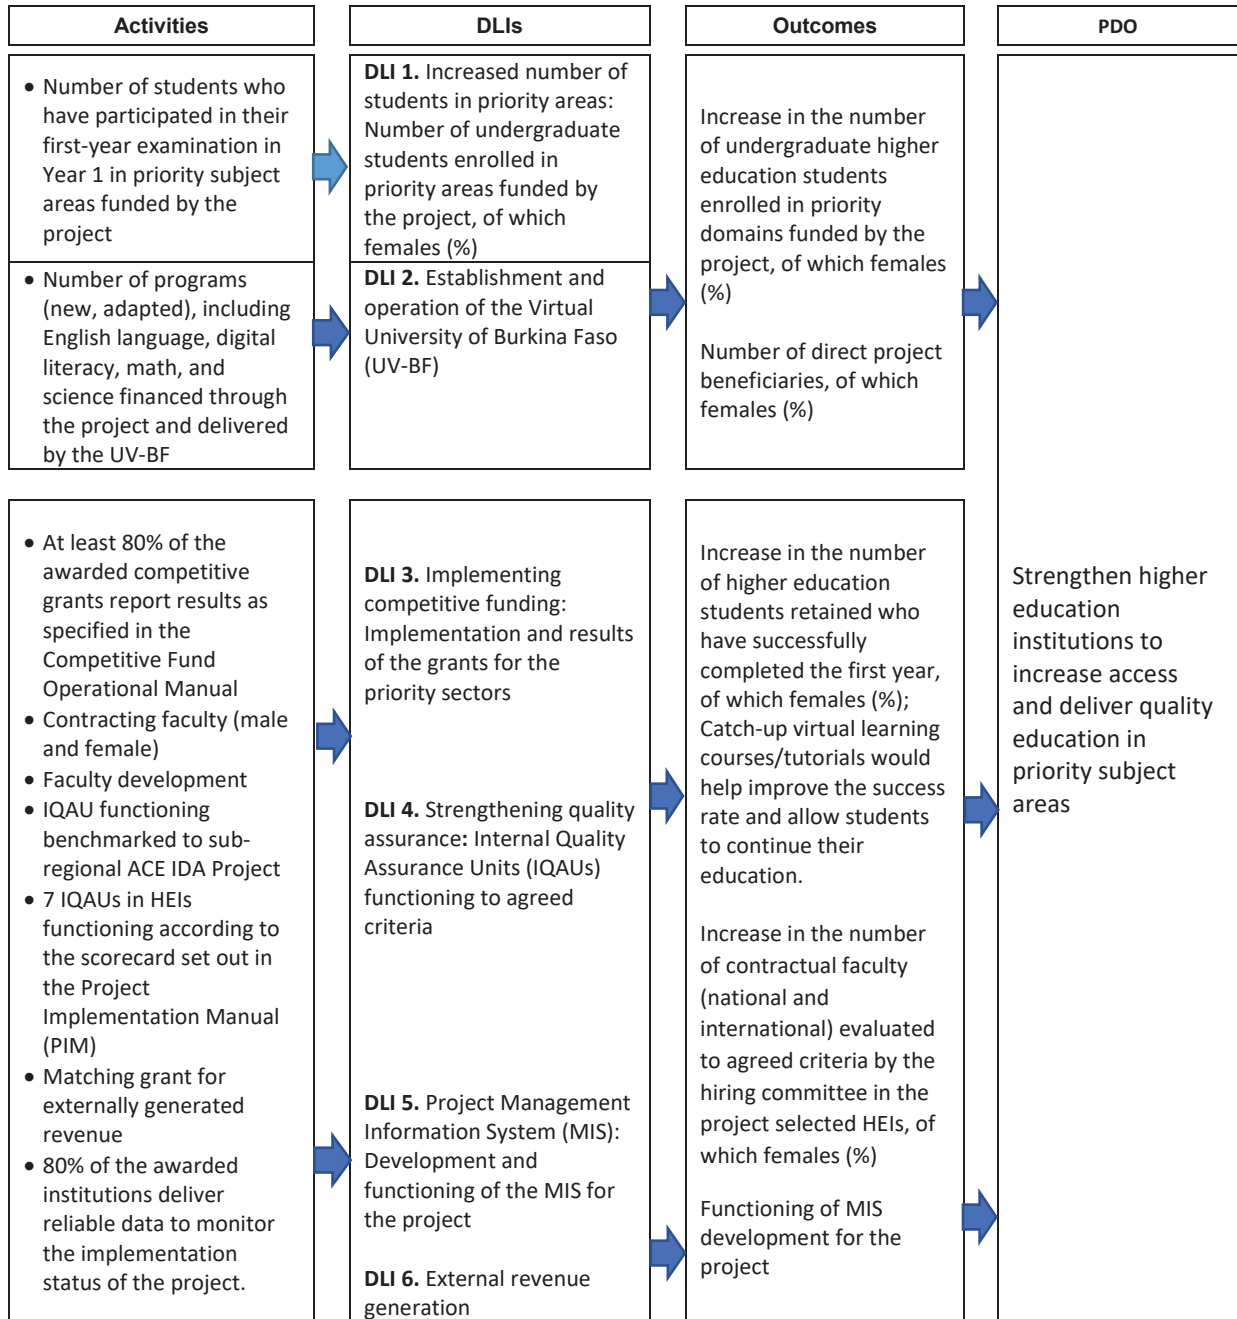 Activities
DLIs
Outcomes
PDO
• Number of students who
have participated in their
first-year examination in
Year 1 in priority subject
areas funded by the
project
• Number of programs
(new, adapted), including
English language, digital
literacy, math, and
science financed through
the project and delivered
by the UV-BF
DLI 1. Increased number of
students in priority areas:
Number of undergraduate
students enrolled in
priority areas funded by
the project, of which
females (%)
DLI 2. Establishment and
operation of the Virtual
University of Burkina Faso
(UV-BF)
Increase in the number
of undergraduate higher
education students
enrolled in priority
domains funded by the
project, of which females
(%)
Number of direct project
beneficiaries, of which
females (%)
• At least 80% of the
awarded competitive
grants report results as
specified in the
Competitive Fund
Operational Manual
• Contracting faculty (male
and female)
• Faculty development
• IQAU functioning
benchmarked to sub-
regional ACE IDA Project
• 7 IQAUs in HEIs
functioning according to
the scorecard set out in
the Project
Implementation Manual
(PIM)
• Matching grant for
externally generated
revenue
• 80% of the awarded
institutions deliver
reliable data to monitor
the implementation
status of the project.
DLI 3. Implementing
competitive funding:
Implementation and results
of the grants for the
priority sectors
DLI 4. Strengthening quality
assurance: Internal Quality
Assurance Units (IQAUs)
functioning to agreed
criteria
DLI 5. Project Management
Information System (MIS):
Development and
functioning of the MIS for
the project
DLI 6. External revenue
generation
Increase in the number
of higher education
students retained who
have successfully
completed the first year,
of which females (%);
Catch-up virtual learning
courses/tutorials would
help improve the success
rate and allow students
to continue their
education.
Increase in the number
of contractual faculty
(national and
international) evaluated
to agreed criteria by the
hiring committee in the
project selected HEIs, of
which females (%)
Functioning of MIS
development for the
project
Strengthen higher
education
institutions to
increase access
and deliver quality
education in
priority subject
areas